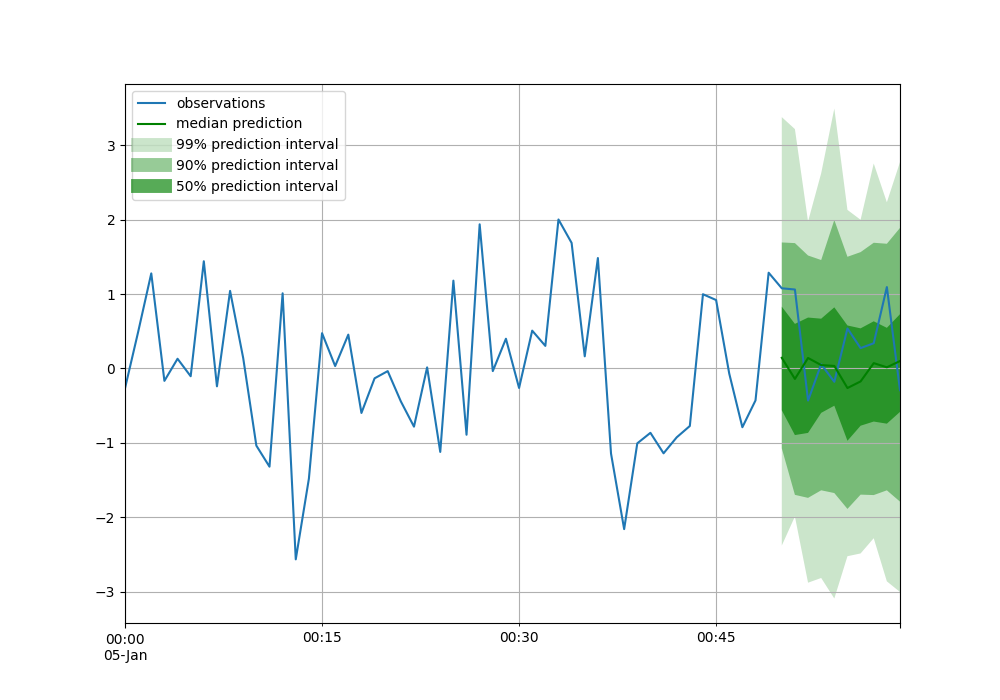 observations
median prediction
99% prediction interval
90% prediction interval
50% prediction interval
3
2
1
0
−1
−2
−3
00:00 00:15 00:30 00:45
05-Jan